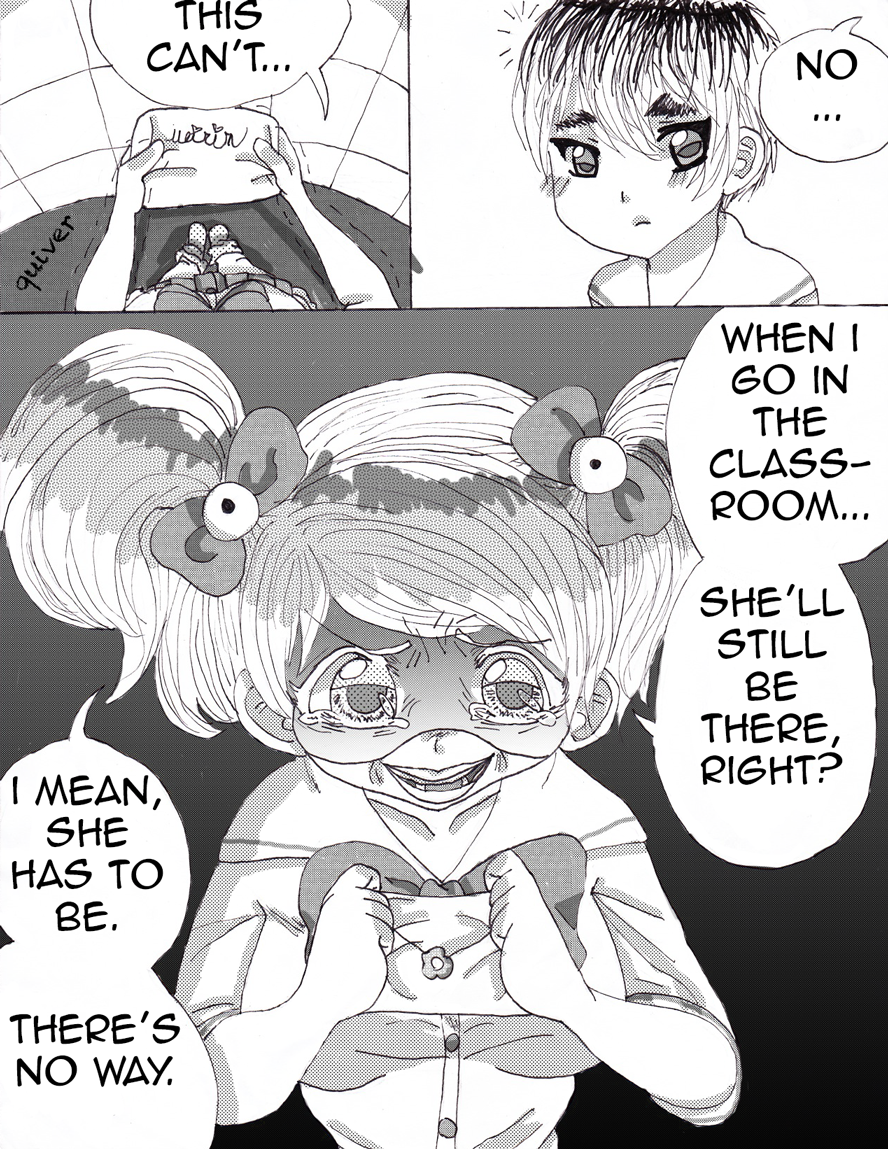 THIS
CAN'T...
quiver
NO
...
WHEN I
GO IN
THE
CLASS-
ROOM...
SHE'LL
STILL
BE
THERE,
RIGHT?
I MEAN,
SHE
HAS TO
BE.
THERE'S
NO WAY.